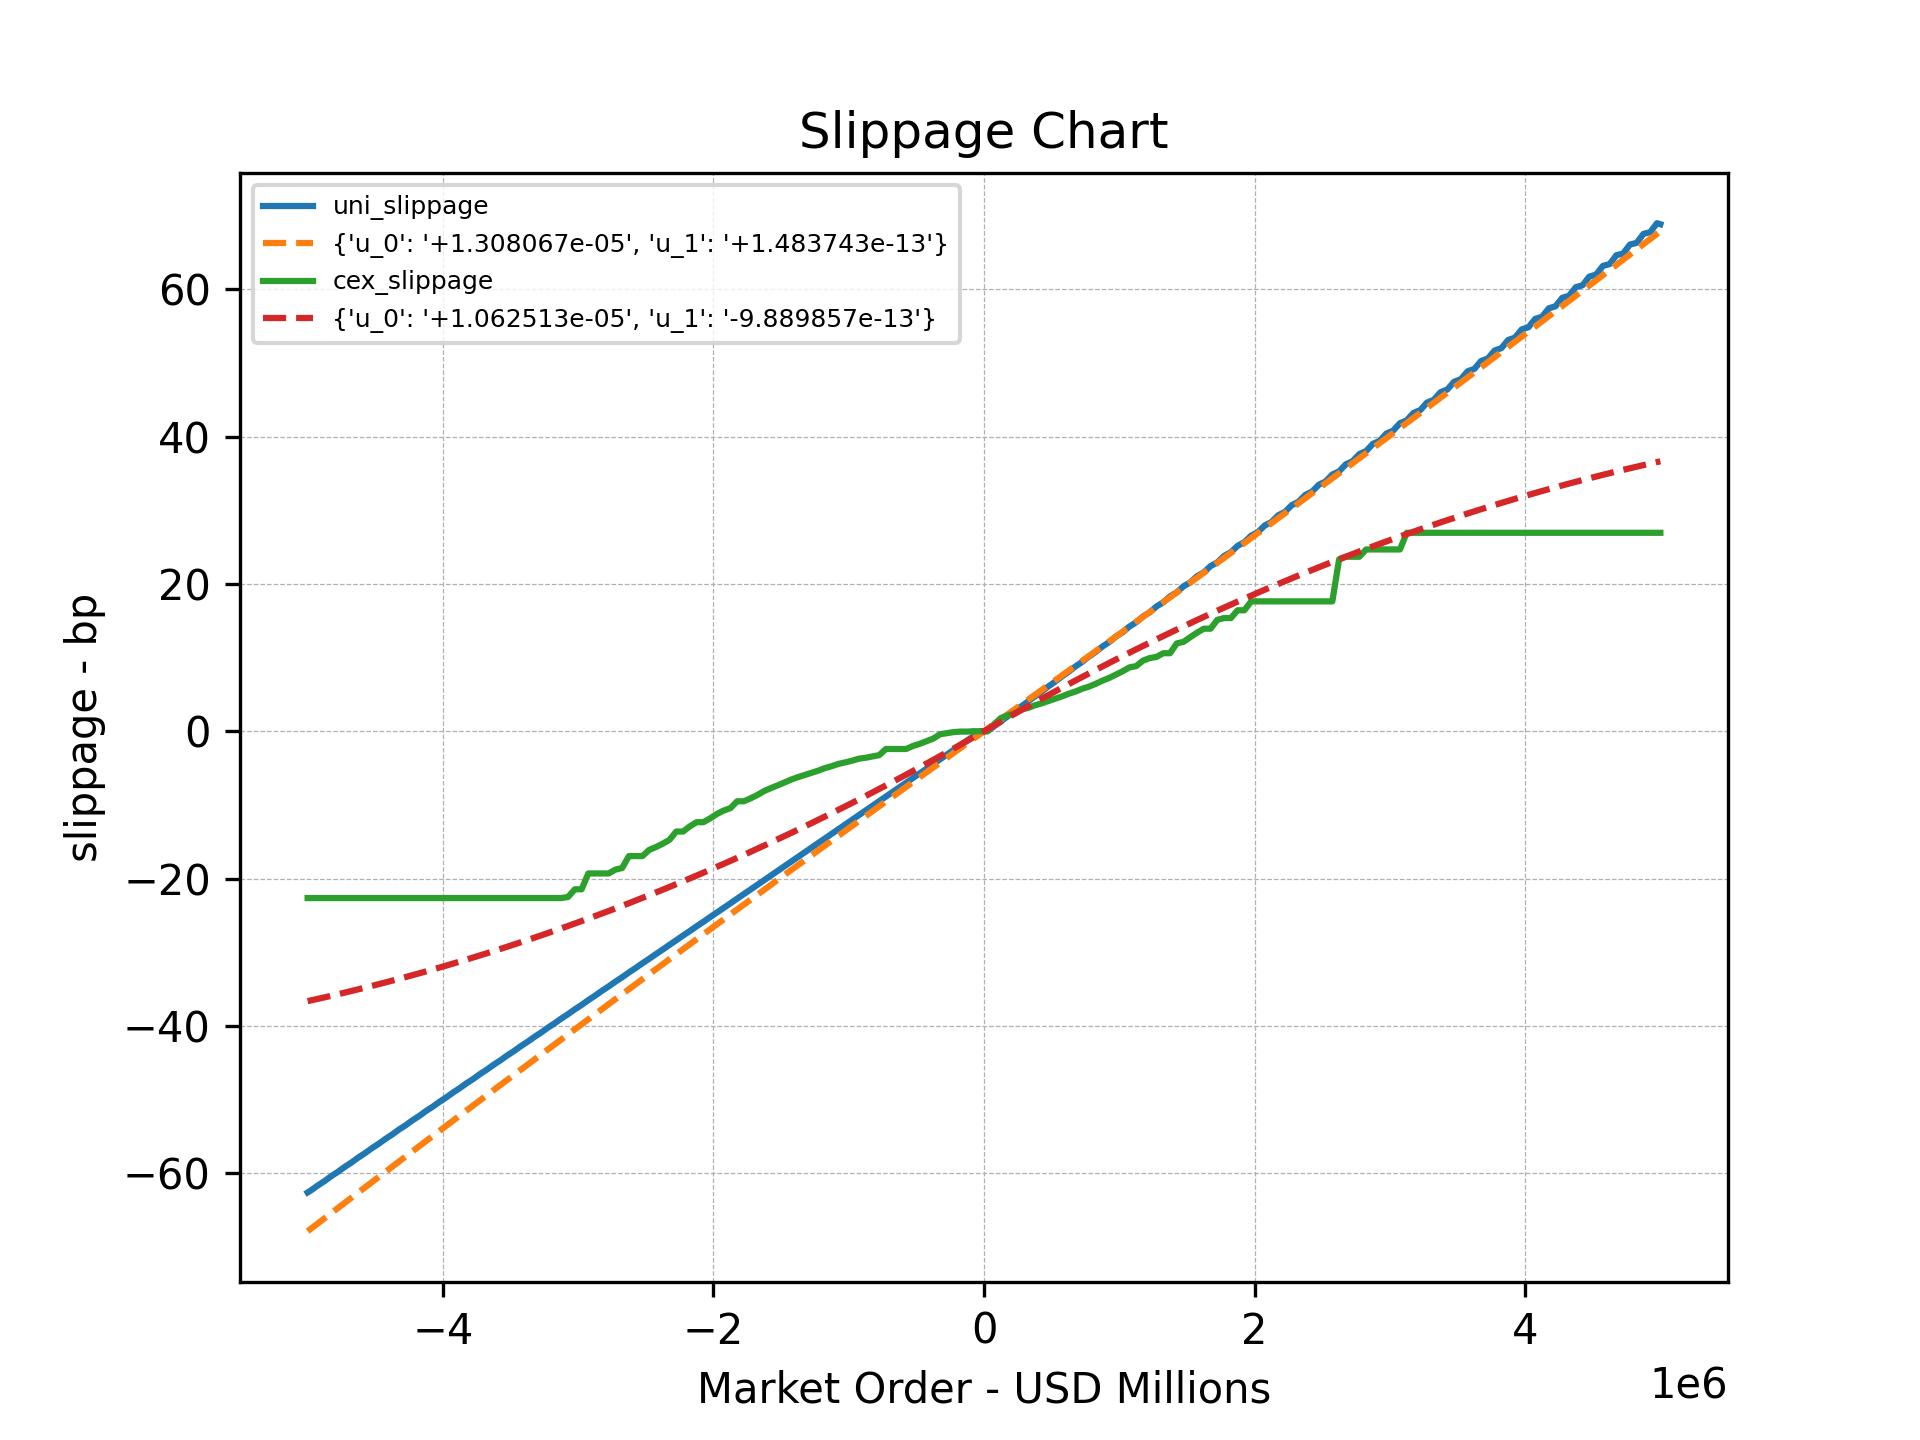 Slippage Chart
uni_slippage
{'u_0': '+1.308067e-05', 'u_1': '+1.483743e-13'}
cex_slippage
{'u_0': '+1.062513e-05', 'u_1': '-9.889857e-13'}
60
40
20
0
−20
−40
−60
slippage - bp
−4
−2
0
2
4
1e6
Market Order - USD Millions